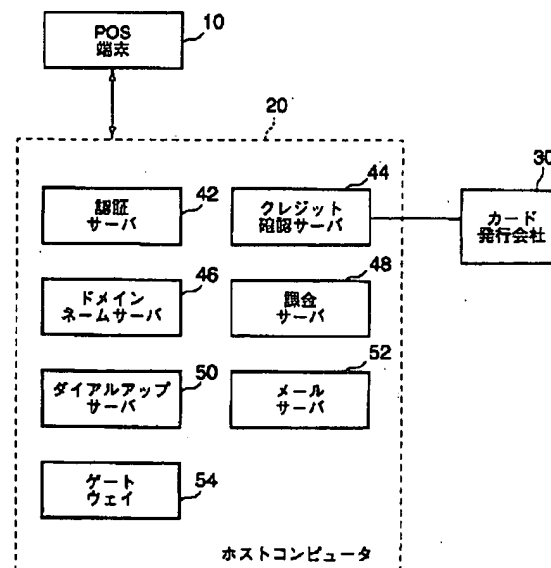 10
POS
端末
20
30
44
認証
サーバ
42
クレジット
確認サーバ
カード
発行会社
46
48
ドメイン
ネームサーバ
課金
サーバ
50
52
ダイアルアップ
サーバ
メール
サーバ
ゲート
ウェイ
54
ホストコンピュータ